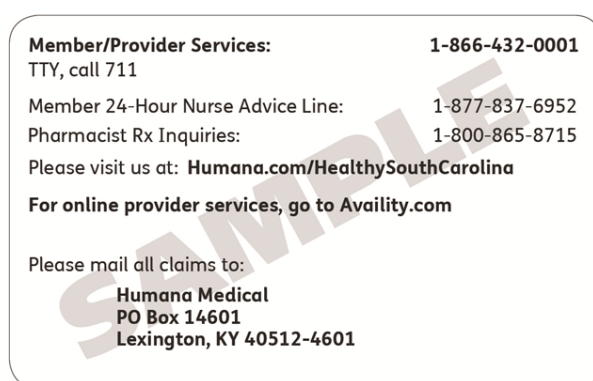 Member/Provider Services: 1-866-432-0001
TTY, call 711
Member 24-Hour Nurse Advice Line: 1-877-837-6952
Pharmacist Rx Inquiries: 1-800-865-8715
Please visit us at: Humana.com/HealthySouthCarolina
For online provider services, go to Availity.com
SAMPLE
Please mail all claims to:
Humana Medical
PO Box 14601
Lexington, KY 40512-4601